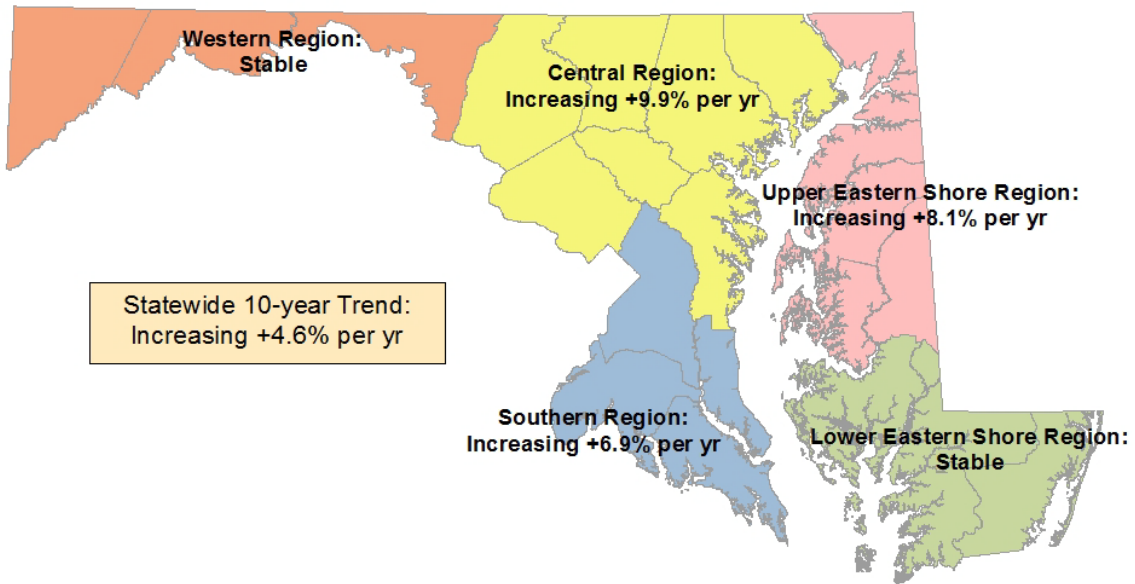 Western Region:
Stable
Central Region:
Increasing +9.9% per yr
Upper Eastern Shore Region:
Increasing +8.1% per yr
Statewide 10-year Trend:
Increasing +4.6% per yr
Southern Region:
Increasing +6.9% per yr
Lower Eastern Shore Region:
Stable